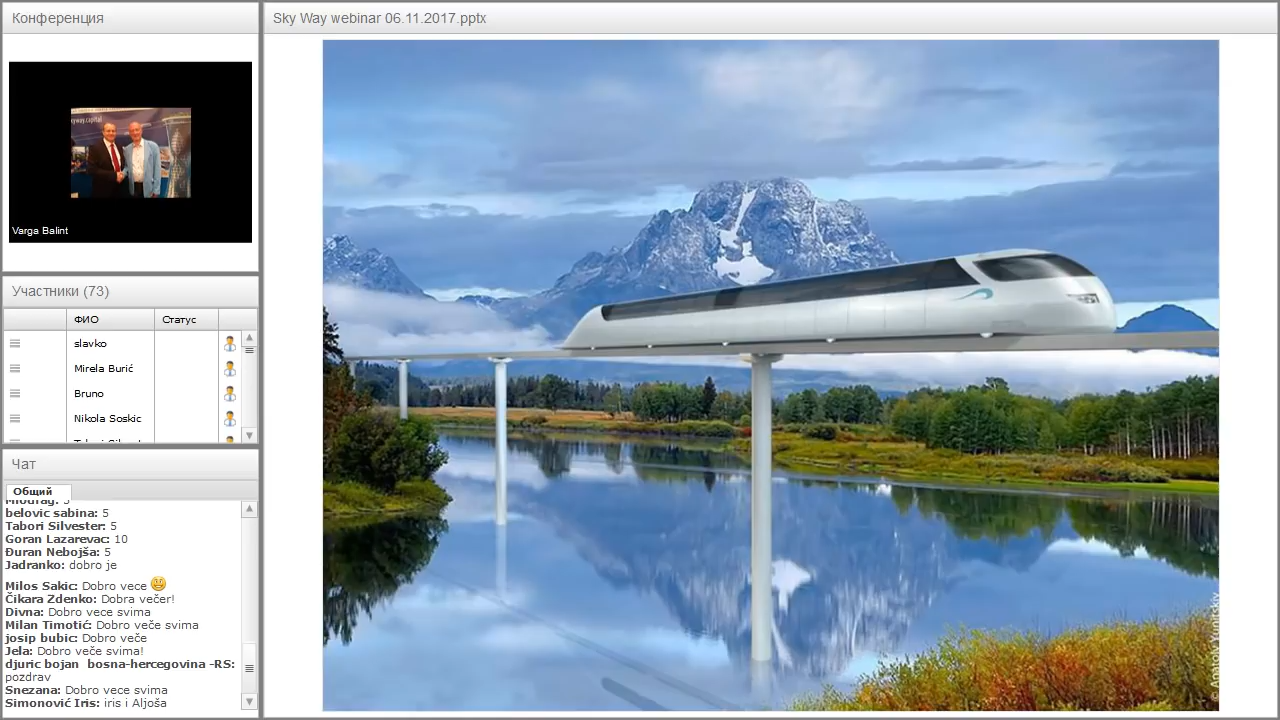 Конференция
Sky Way webinar 06.11.2017.pptx
Varga Balint
Участники (73)
ФИО Статус
slavko
Mirela Burić
Bruno
Nikola Soskic
Чат
Общий
5
belovic sabina: 5
Tabori Silvester: 5
Goran Lazarevac: 10
Đuran Nebojša: 5
Jadranko: dobro je
Milos Sakic: Dobro vece
Čikara Zdenko: Dobra večer!
Divna: Dobro vece svima
Milan Timotić: Dobro veče svima
josip bubic: Dobro veče
Jela: Dobro veče svima!
djuric bojan bosna-hercegovina -RS:
pozdrav
Snezana: Dobro vece svima
Simonović Iris: iris i Aljoša
© Anatoly Yunitskiy